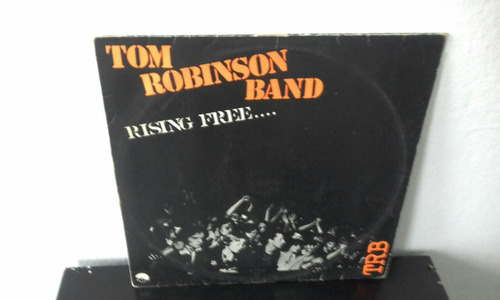 TOM
ROBINSON
BAND
RISING FREE....
TRB